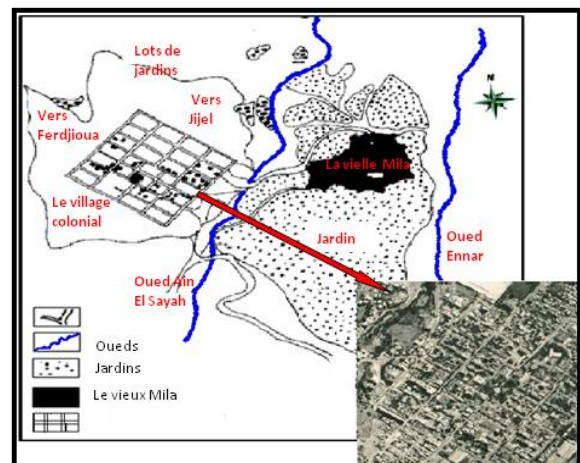 Lots de
jardins
N
Vers
Jijel
Vers
Ferdjioua
La vielle Mila
Le village
colonial
Jardin
Oued
Ennar
Oued Ain
El Sayah
Oueds
Jardins
Le vieux Mila